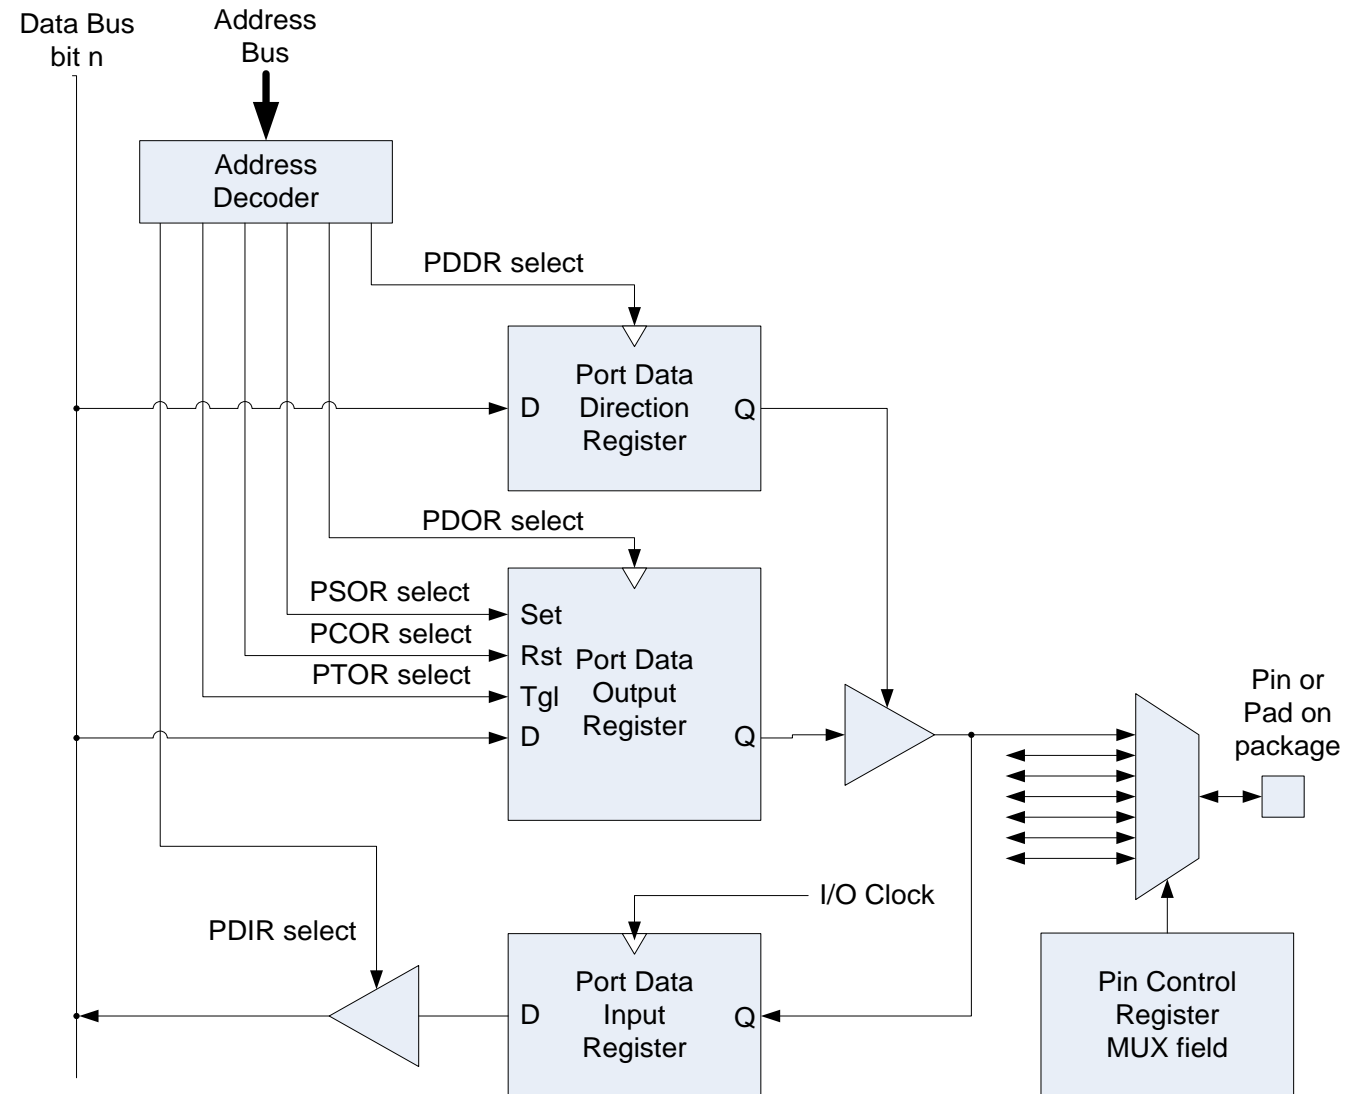 Data Bus
bit n
Address
Bus
Address
Decoder
PDDR select
Port Data
Direction
Register
D
Q
PDOR select
PSOR select
PCOR select
PTOR select
Set
Rst
Tgl
D
Port Data
Output
Register
Q
Pin or
Pad on
package
I/O Clock
PDIR select
Port Data
Input
Register
D
Q
Pin Control
Register
MUX field